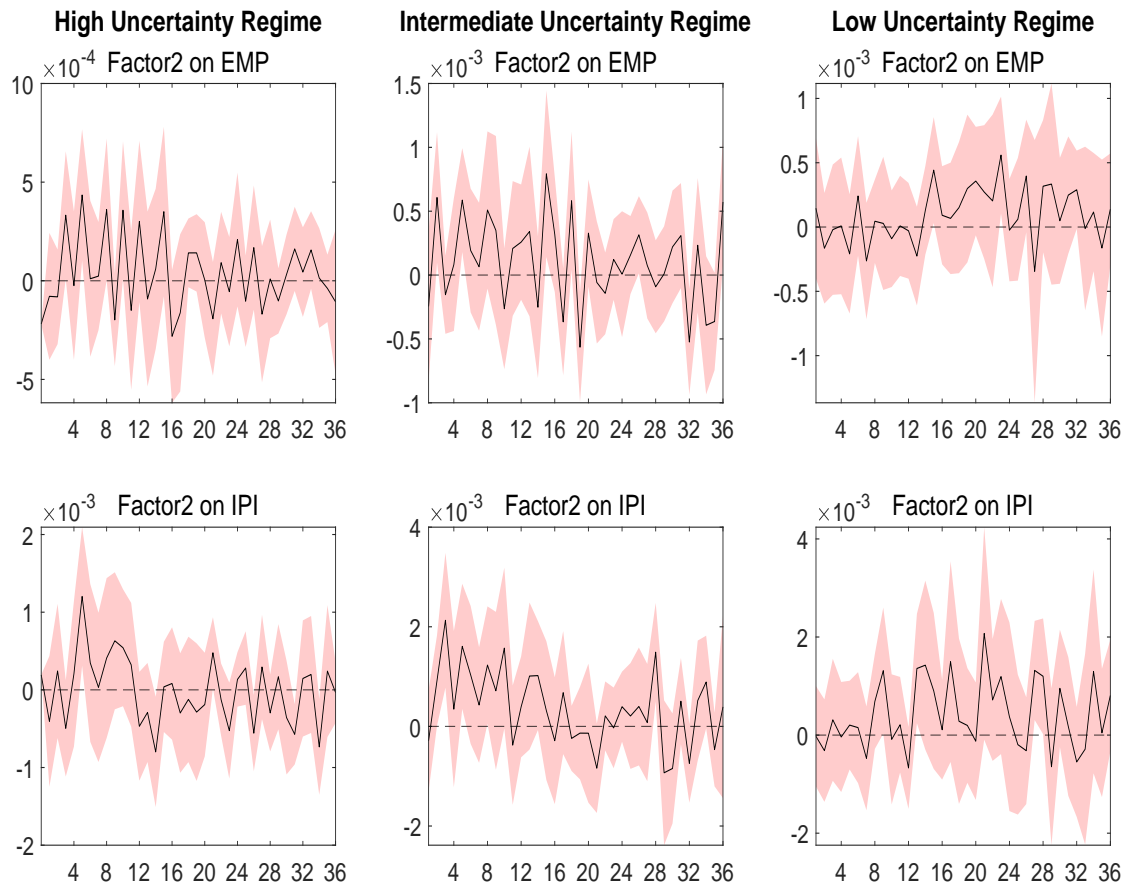 High Uncertainty Regime Intermediate Uncertainty Regime Low Uncertainty Regime
×10-4 Factor2 on EMP ×10-3 Factor2 on EMP ×10-3 Factor2 on EMP
10 1.5 1
1
5 0.5
0.5
0 0 0
-0.5
-0.5
-5 -1
-1
4 8 12 16 20 24 28 32 36 4 8 12 16 20 24 28 32 36 4 8 12 16 20 24 28 32 36
×10-3 Factor2 on IPI ×10-3 Factor2 on IPI ×10-3 Factor2 on IPI
2 4 4
1 2 2
0 0 0
-1
-2 -2 -2
4 8 12 16 20 24 28 32 36 4 8 12 16 20 24 28 32 36 4 8 12 16 20 24 28 32 36